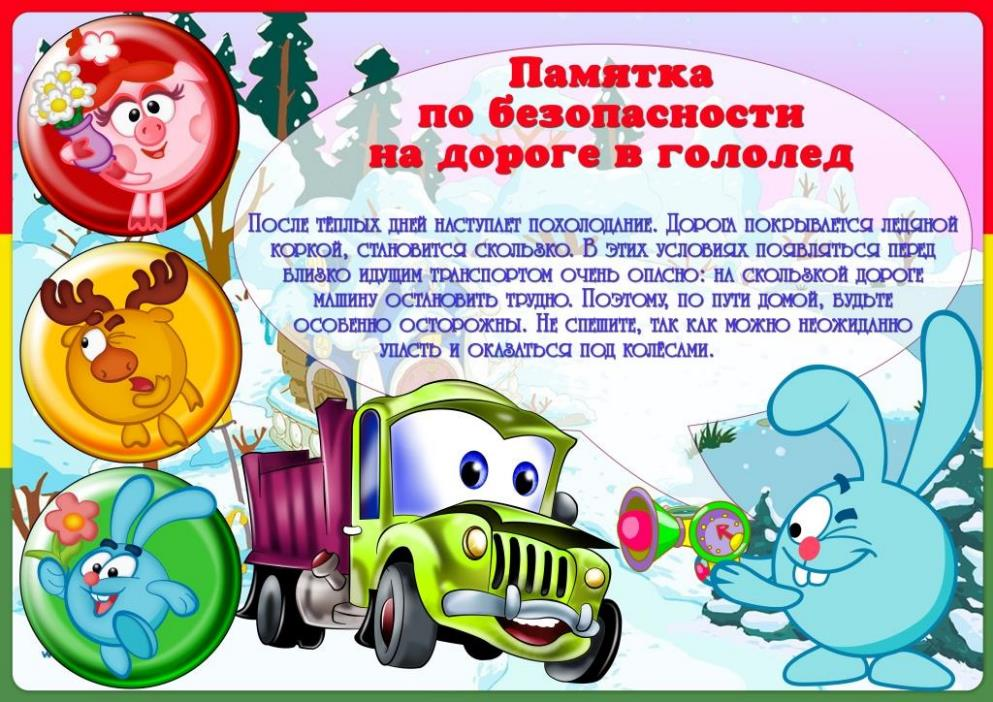 Памятка
по безопасности
на дороге в гололед
После тёплых дней наступает похолодание. Дорога покрывается ледяной
коркой, становится скользко. В этих условиях появляться перед
близко идущим транспортом очень опасно: на скользкой дороге
машину остановить трудно. Поэтому, по пути домой, будьте
особенно осторожны. Не спешите, так как можно неожиданно
упасть и оказаться под колёсами.